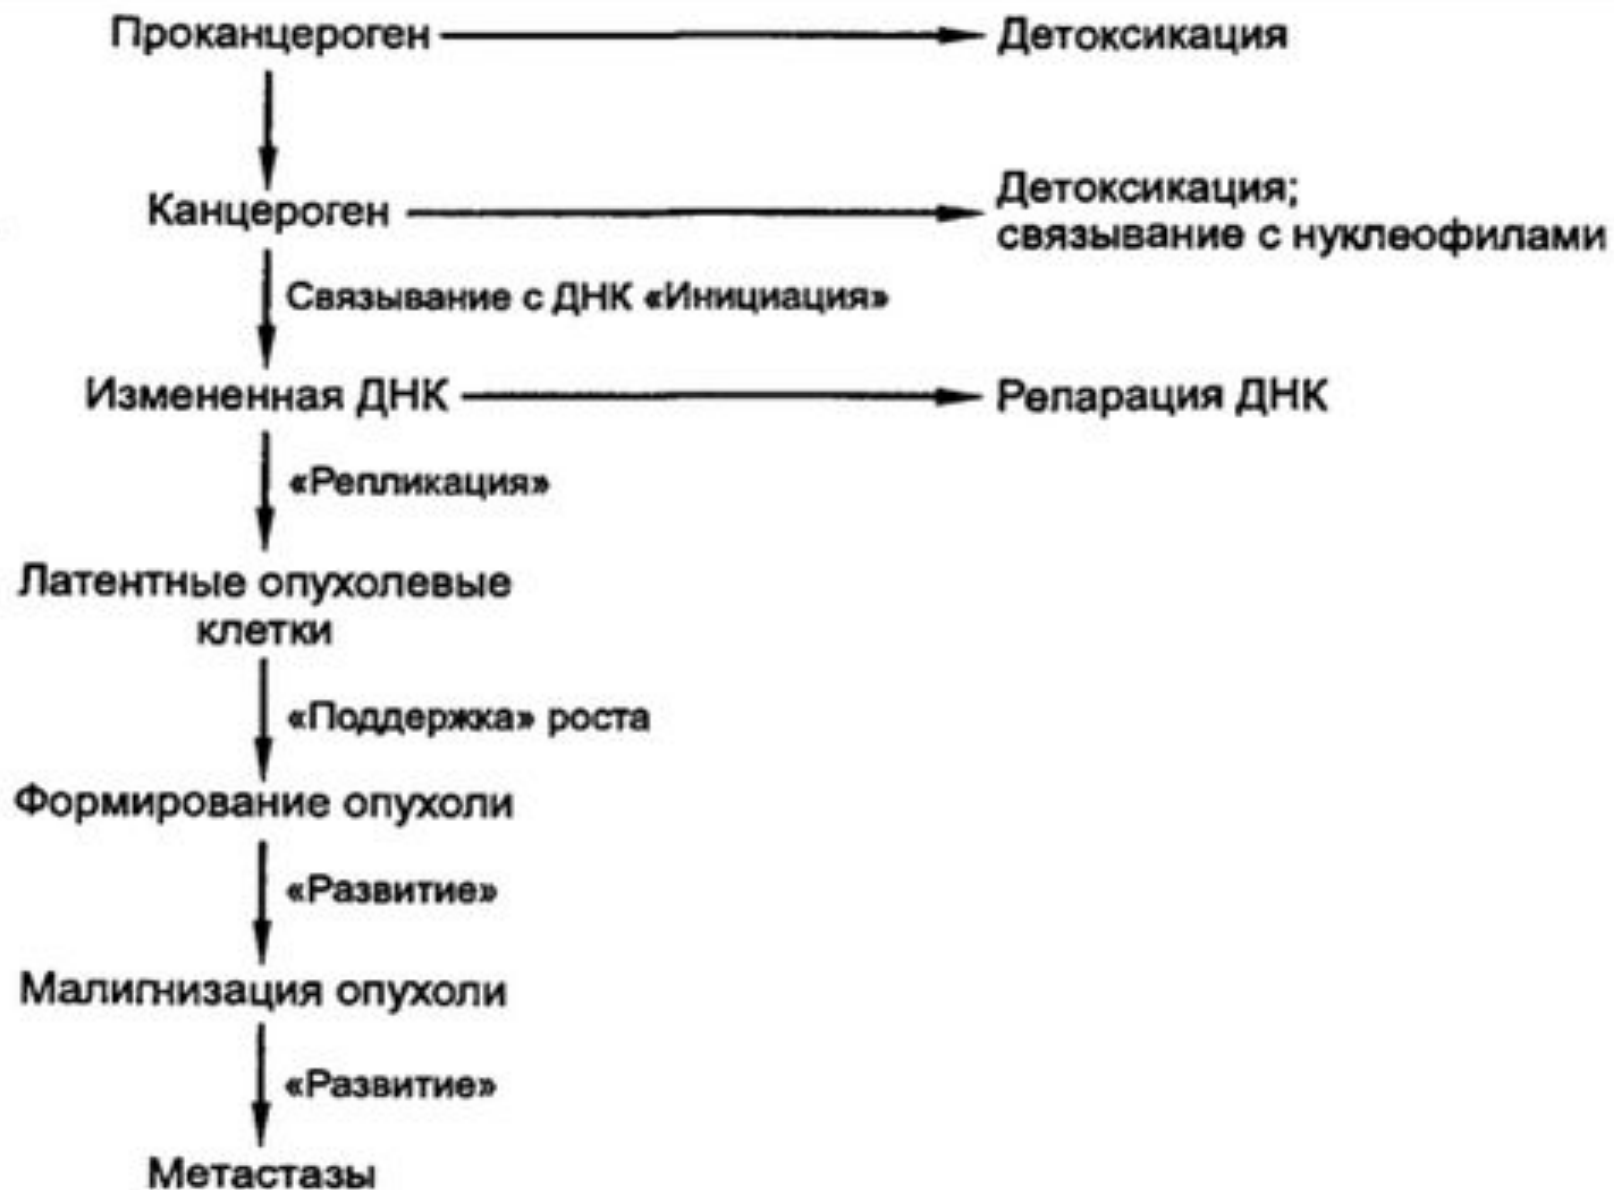 Проканцероген
Детоксикация
Канцероген
Детоксикация;
связывание с нуклеофилами
Связывание с ДНК «Инициация»
Измененная ДНК
Репарация ДНК
«Репликация»
Латентные опухолевые
клетки
«Поддержка» роста
Формирование опухоли
«Развитие»
Малигнизация опухоли
«Развитие»
Метастазы